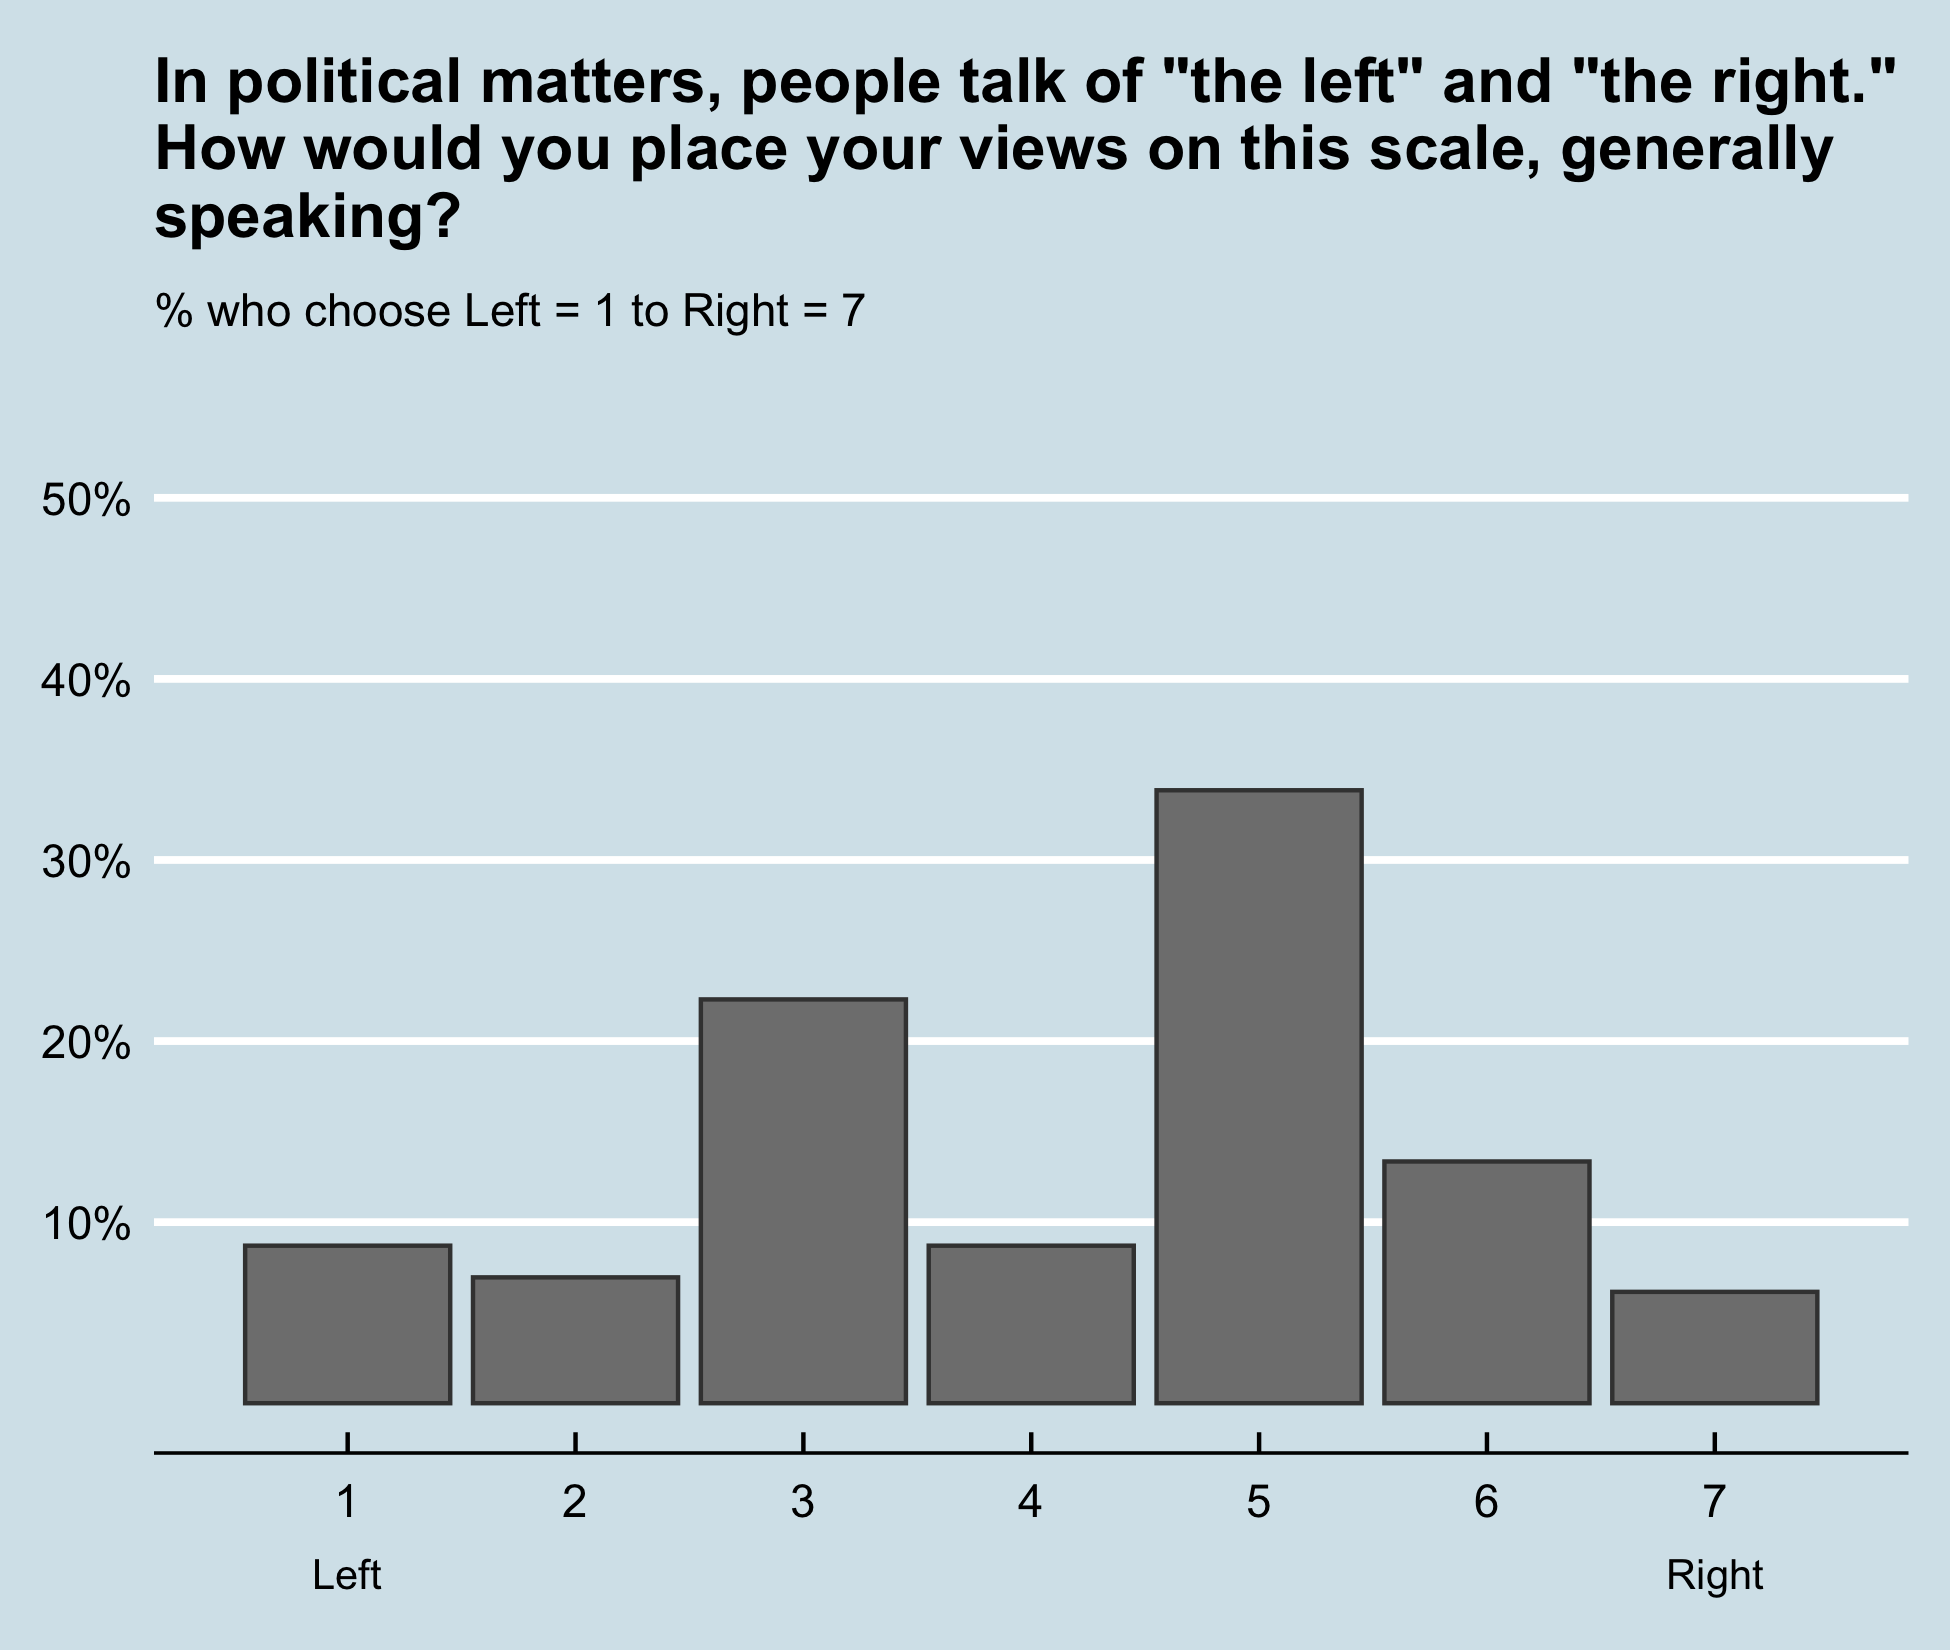 In political matters, people talk of "the left" and "the right."
How would you place your views on this scale, generally
speaking?
% who choose Left = 1 to Right = 7
50%
40%
30%
20%
10%
1 2 3 4 5 6 7
Left Right